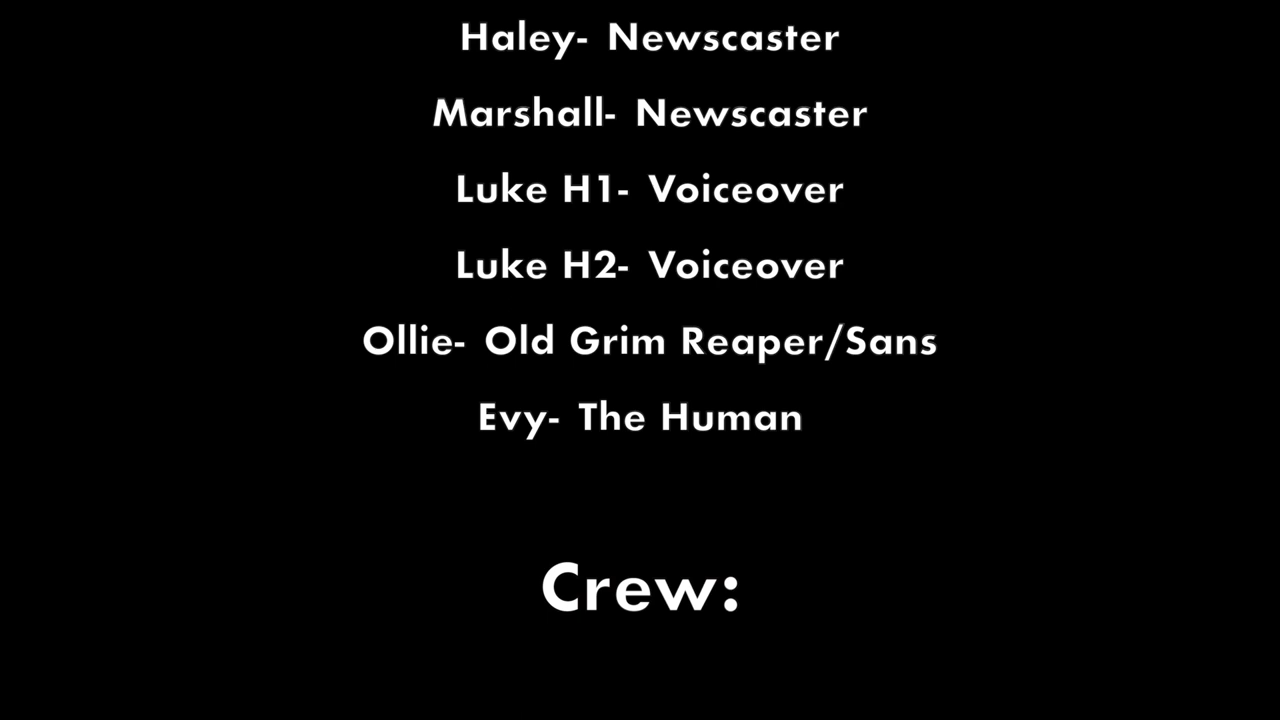 Haley- Newscaster
Marshall- Newscaster
Luke H1- Voiceover
Luke H2- Voiceover
Ollie- Old Grim Reaper/Sans
Evy- The Human
Crew: